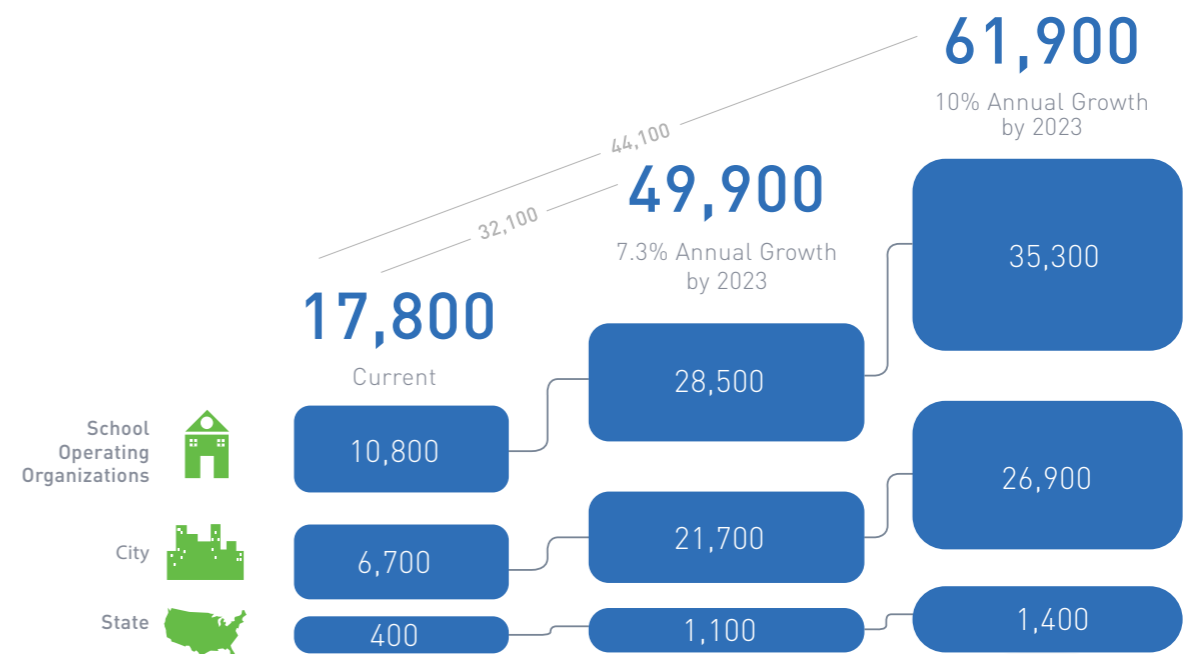 61,900
10% Annual Growth
by 2023
44,100
49,900
32,100
7.3% Annual Growth
by 2023
17,800
Current
35,300
28,500
School
Operating
Organizations
10,800
26,900
21,700
City
6,700
State
400
1,100
1,400